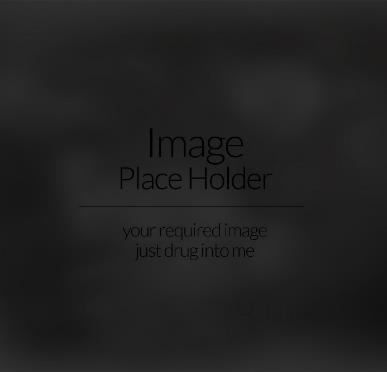 Image
Place Holder
your required image
just drug into me